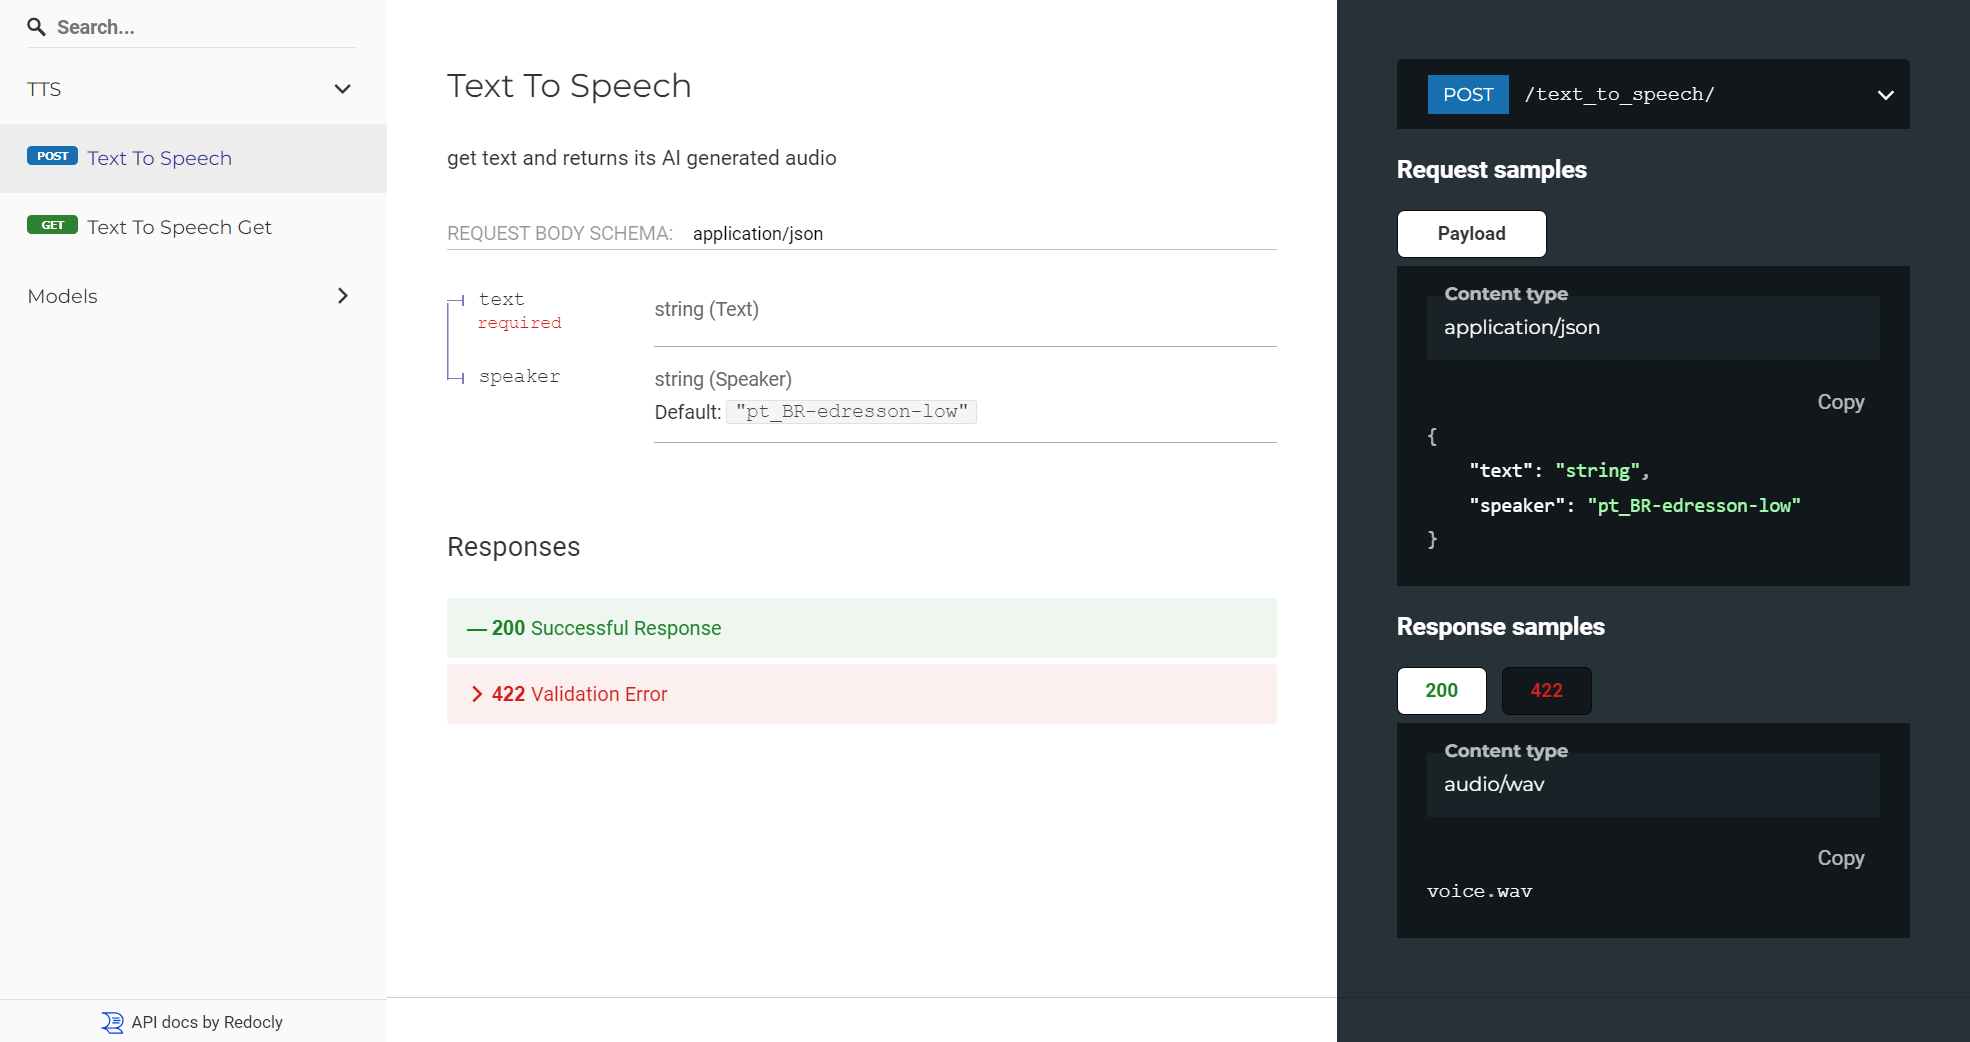 Search...
TTS
POST Text To Speech
GET Text To Speech Get
Models
API docs by Redocly
Text To Speech
get text and returns its AI generated audio
REQUEST BODY SCHEMA: application/json
text
required
string (Text)
speaker
string (Speaker)
Default: "pt_BR-edresson-low"
Responses
— 200 Successful Response
422 Validation Error
POST /text_to_speech/
Request samples
Payload
Content type
application/json
Copy
{
"text": "string",
"speaker": "pt_BR-edresson-low"
}
Response samples
200 422
Content type
audio/wav
Copy
voice.wav